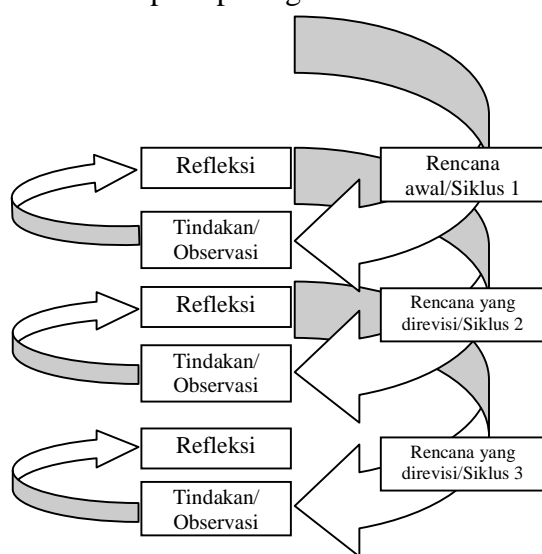 Refleksi
Rencana
awal/Siklus 1
Tindakan/
Observasi
Refleksi
Rencana yang
direvisi/Siklus 2
Tindakan/
Observasi
Refleksi
Rencana yang
direvisi/Siklus 3
Tindakan/
Observasi